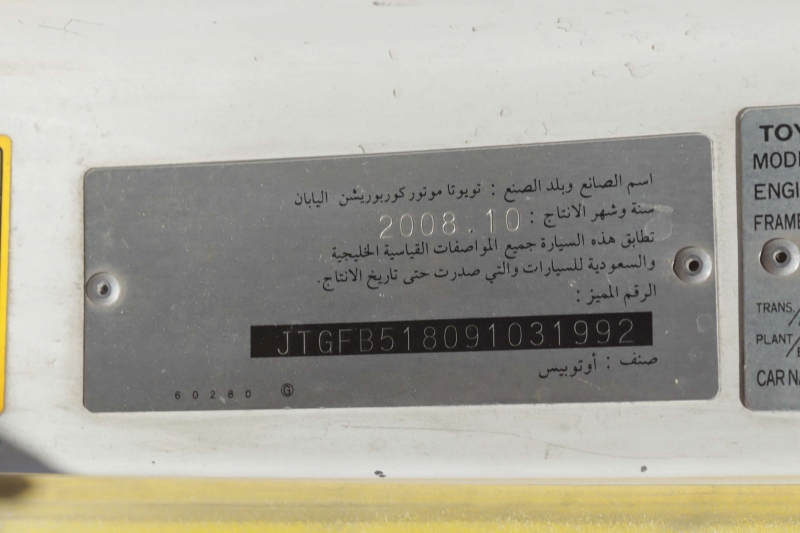 اسم الصانع وبلد الصنع : تويوتا موتور كوربوريشن اليابان
سنة وشهر الانتاج : 2008.10
تطابق هذه السيارة جميع المواصفات القياسية الخليجية
والسعودية للسيارات والتي صدرت حتى تاريخ الانتاج.
الرقم المميز :
JTGFB518091031992
صنف : أوتوبيس
60280 G
TOY
MODE
ENGI
FRAME
TRANS./
PLANT/
CAR NA